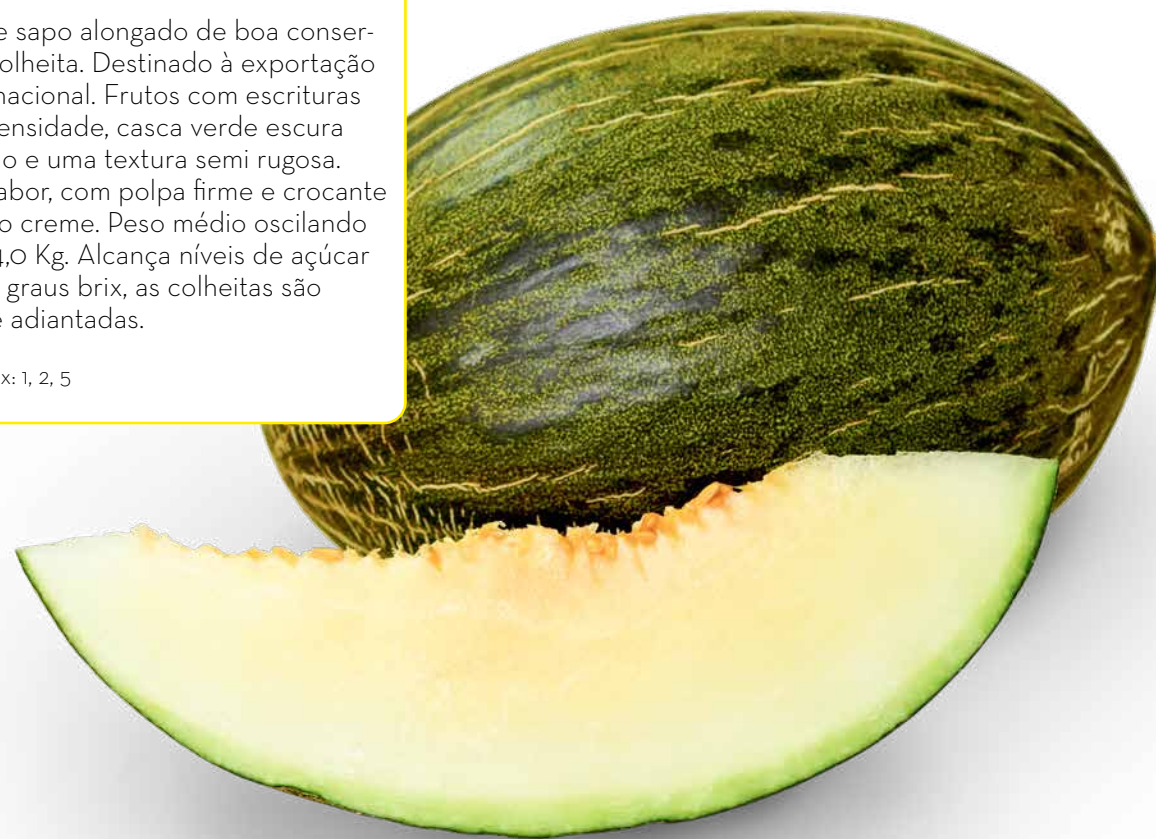 e sapo alongado de boa conser-
olheita. Destinado à exportação
nacional. Frutos com escrituras
ensidade, casca verde escura
o e uma textura semi rugosa.
abor, com polpa firme e crocante
o creme. Peso médio oscilando
4,0 Kg. Alcança níveis de açúcar
graus brix, as colheitas são
e adiantadas.
x: 1, 2, 5